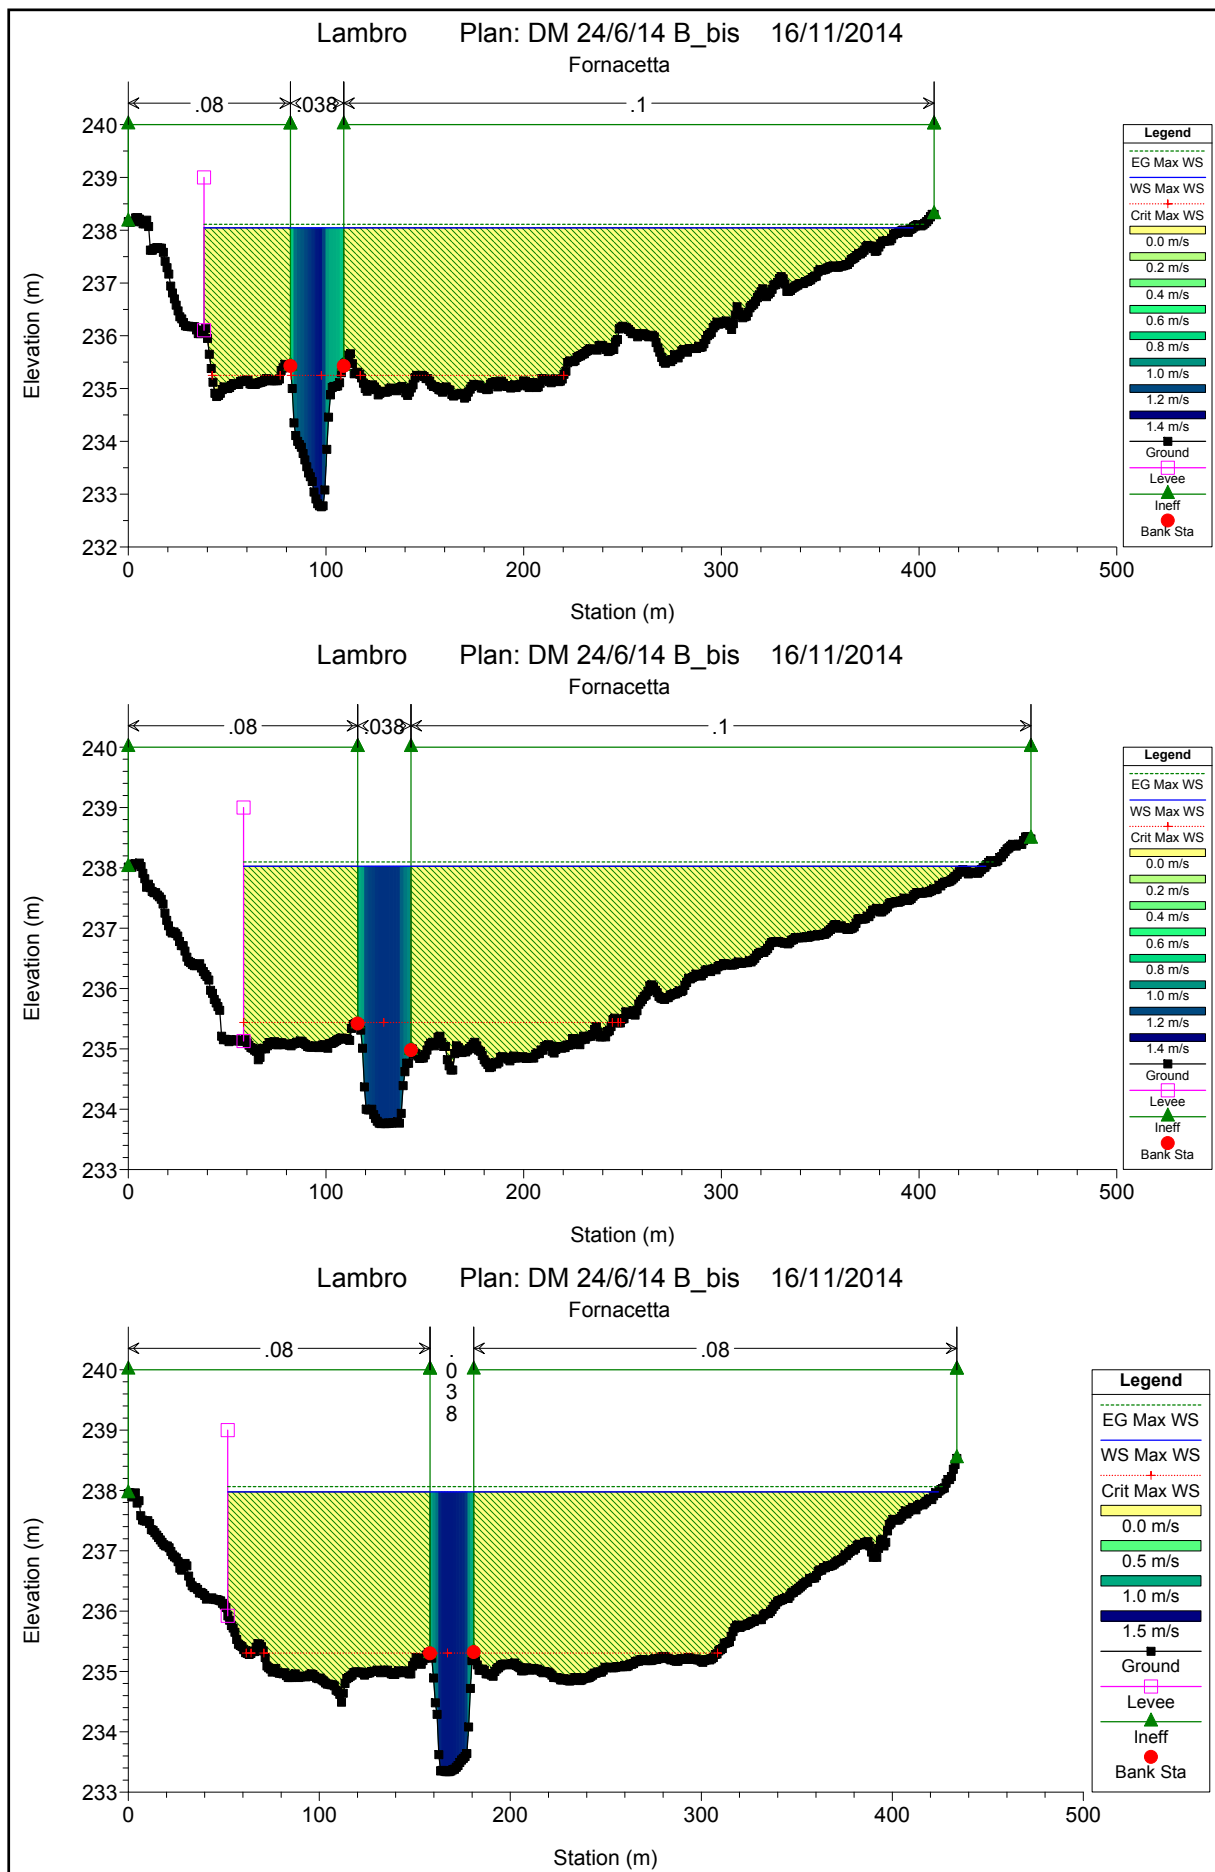 Lambro Plan: DM 24/6/14 B_bis 16/11/2014
Fornacetta
.08 .038 .1
240
239
238
237
236
235
234
233
232
0 100 200 300 400 500
Station (m)
Elevation (m)
Legend
EG Max WS
WS Max WS
Crit Max WS
0.0 m/s
0.2 m/s
0.4 m/s
0.6 m/s
0.8 m/s
1.0 m/s
1.2 m/s
1.4 m/s
Ground
Levee
Ineff
Bank Sta
Lambro Plan: DM 24/6/14 B_bis 16/11/2014
Fornacetta
.08 .038 .1
240
239
238
237
236
235
234
233
0 100 200 300 400 500
Station (m)
Elevation (m)
Legend
EG Max WS
WS Max WS
Crit Max WS
0.0 m/s
0.2 m/s
0.4 m/s
0.6 m/s
0.8 m/s
1.0 m/s
1.2 m/s
1.4 m/s
Ground
Levee
Ineff
Bank Sta
Lambro Plan: DM 24/6/14 B_bis 16/11/2014
Fornacetta
.08 .038 .08
240
239
238
237
236
235
234
233
0 100 200 300 400 500
Station (m)
Elevation (m)
Legend
EG Max WS
WS Max WS
Crit Max WS
0.0 m/s
0.5 m/s
1.0 m/s
1.5 m/s
Ground
Levee
Ineff
Bank Sta